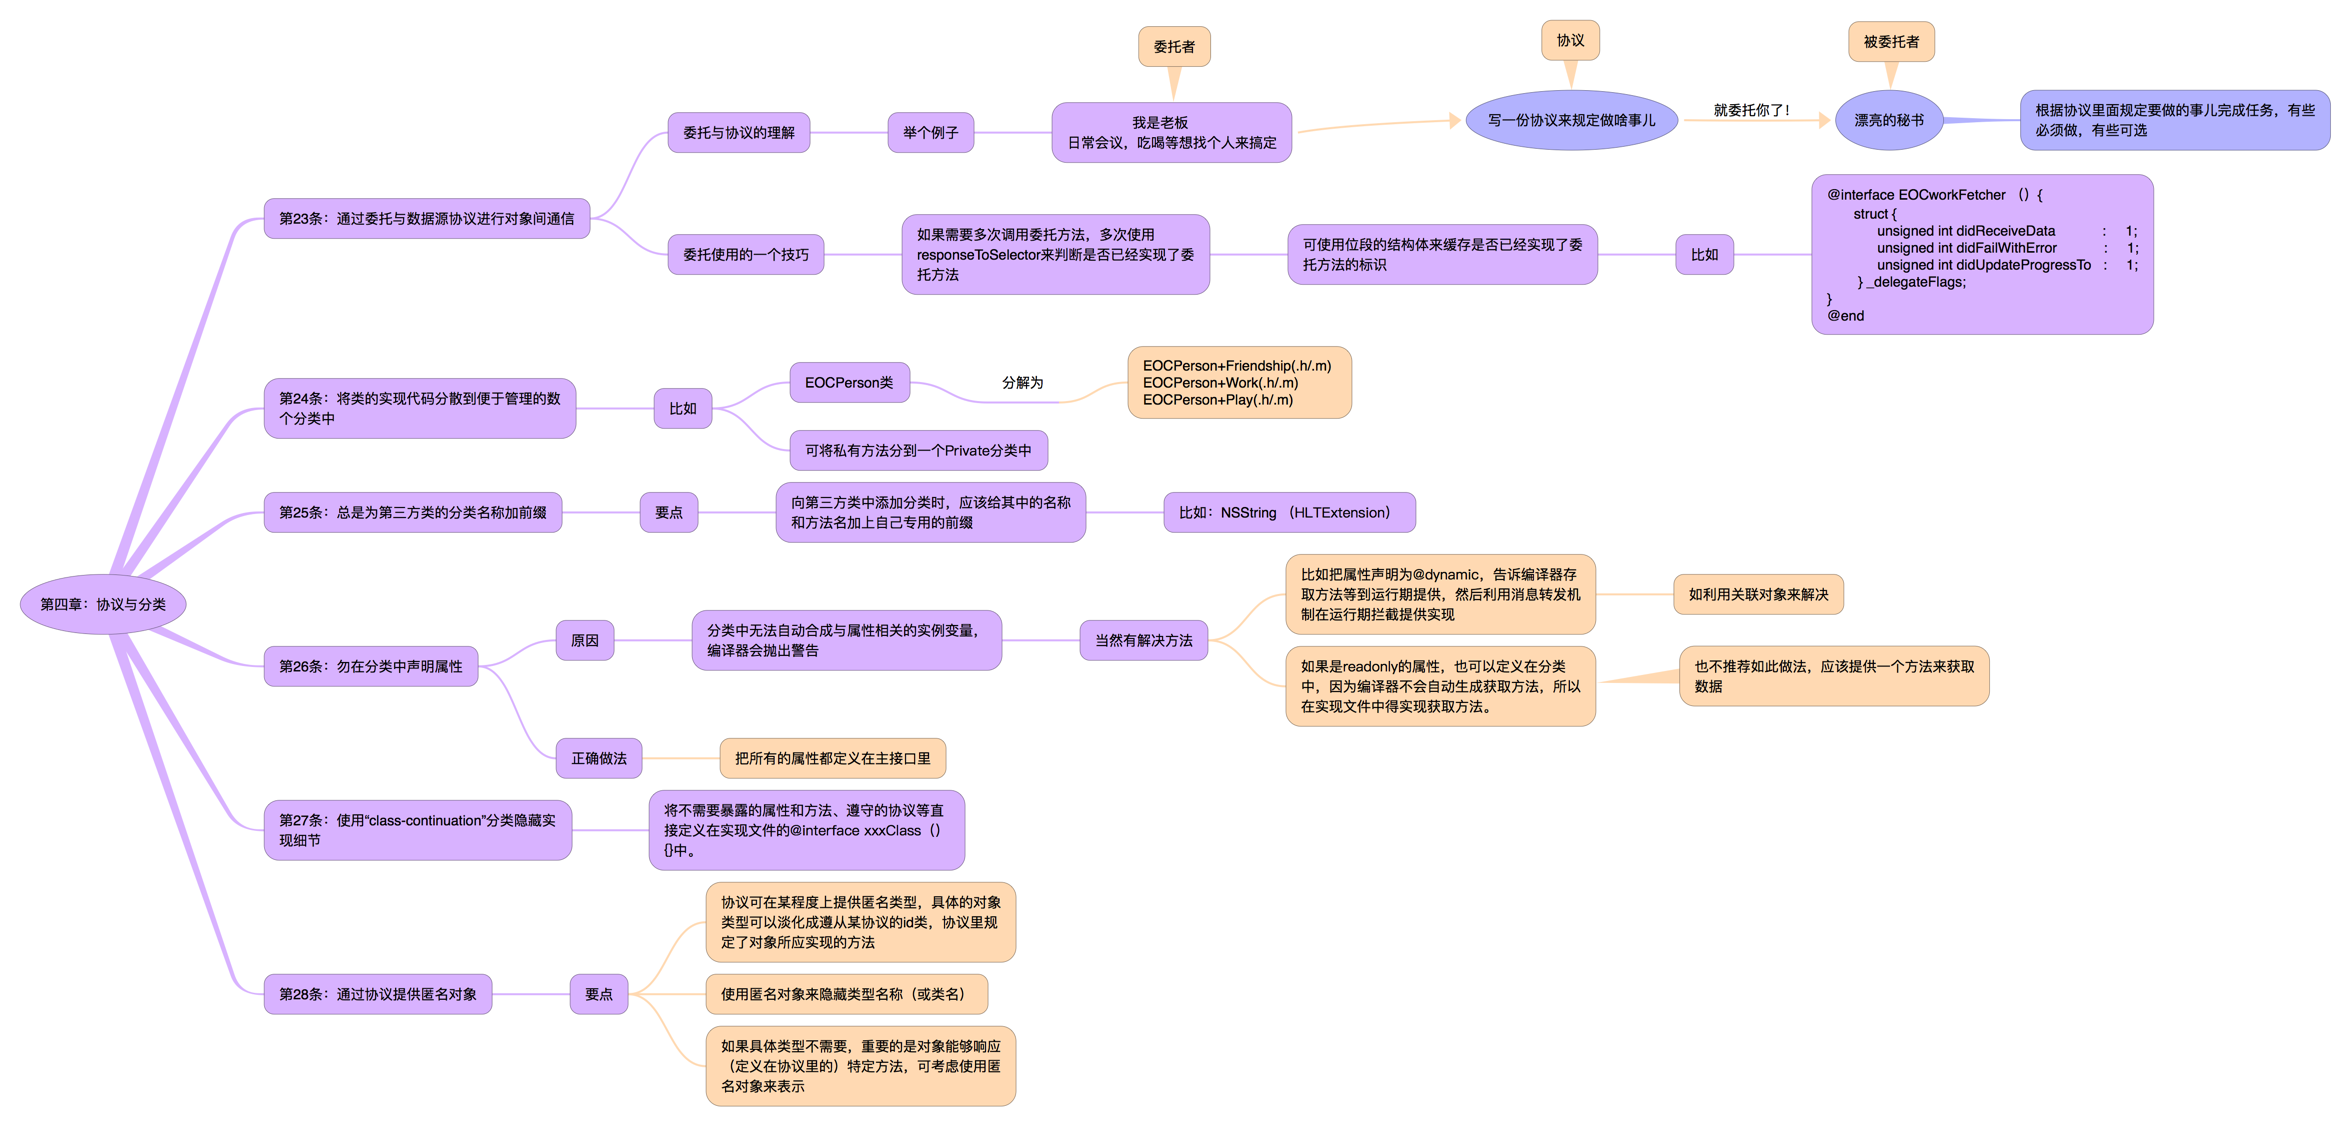 第四章：协议与分类
第23条：通过委托与数据源协议进行对象间通信
委托与协议的理解
举个例子
委托者
我是老板
日常会议，吃喝等想找个人来搞定
协议
写一份协议来规定做啥事儿
就委托你了！
被委托者
漂亮的秘书
根据协议里面规定要做的事儿完成任务，有些
必须做，有些可选
委托使用的一个技巧
如果需要多次调用委托方法，多次使用
responseToSelector来判断是否已经实现了委
托方法
可使用位段的结构体来缓存是否已经实现了委
托方法的标识
比如
@interface EOCworkFetcher （）{
struct {
unsigned int didReceiveData : 1;
unsigned int didFailWithError : 1;
unsigned int didUpdateProgressTo : 1;
} _delegateFlags;
}
@end
第24条：将类的实现代码分散到便于管理的数
个分类中
比如
EOCPerson类
分解为
EOCPerson+Friendship(.h/.m)
EOCPerson+Work(.h/.m)
EOCPerson+Play(.h/.m)
可将私有方法分到一个Private分类中
第25条：总是为第三方类的分类名称加前缀
要点
向第三方类中添加分类时，应该给其中的名称
和方法名加上自己专用的前缀
比如：NSString （HLTExtension）
第26条：勿在分类中声明属性
原因
分类中无法自动合成与属性相关的实例变量，
编译器会抛出警告
当然有解决方法
比如把属性声明为@dynamic，告诉编译器存
取方法等到运行期提供，然后利用消息转发机
制在运行期拦截提供实现
如利用关联对象来解决
如果是readonly的属性，也可以定义在分类
中，因为编译器不会自动生成获取方法，所以
在实现文件中得实现获取方法。
也不推荐如此做法，应该提供一个方法来获取
数据
正确做法
把所有的属性都定义在主接口里
第27条：使用“class-continuation”分类隐藏实
现细节
将不需要暴露的属性和方法、遵守的协议等直
接定义在实现文件的@interface xxxClass（）
{}中。
第28条：通过协议提供匿名对象
要点
协议可在某程度上提供匿名类型，具体的对象
类型可以淡化成遵从某协议的id类，协议里规
定了对象所应实现的方法
使用匿名对象来隐藏类型名称（或类名）
如果具体类型不需要，重要的是对象能够响应
（定义在协议里的）特定方法，可考虑使用匿
名对象来表示